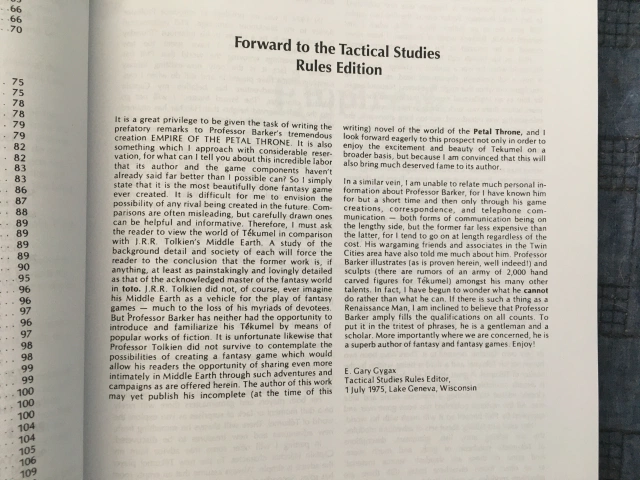 66
66
70
75
75
78
78
79
79
82
82
83
83
86
87
88
89
89
89
89
90
95
96
96
97
96
97
98
98
99
99
100
100
100
104
104
105
106
109
Forward to the Tactical Studies
Rules Edition
It is a great privilege to be given the task of writing the
prefatory remarks to Professor Barker's tremendous
creation EMPIRE OF THE PETAL THRONE. It is also
something which I approach with considerable reser-
vation, for what can I tell you about this incredible labor
that its author and the game components haven't
already said far better than I possible can? So I simply
state that it is the most beautifully done fantasy game
ever created. It is difficult for me to envision the
possibility of any rival being created in the future. Com-
parisons are often misleading, but carefully drawn ones
can be helpful and informative. Therefore, I must ask
the reader to view the world of Tékumel in comparison
with J.R.R. Tolkien's Middle Earth. A study of the
background detail and society of each will force the
reader to the conclusion that the former work is, if
anything, at least as painstakingly and lovingly detailed
as that of the acknowledged master of the fantasy world
in toto. J.R.R. Tolkien did not, of course, ever imagine
his Middle Earth as a vehicle for the play of fantasy
games — much to the loss of his myriads of devotees.
But Professor Barker has neither had the opportunity to
introduce and familiarize his Tékumel by means of
popular works of fiction. It is unfortunate likewise that
Professor Tolkien did not survive to contemplate the
possibilities of creating a fantasy game which would
allow his readers the opportunity of sharing even more
intimately in Middle Earth through such adventures and
campaigns as are offered herein. The author of this work
may yet publish his incomplete (at the time of this
writing) novel of the world of the Petal Throne, and I
look forward eagerly to this prospect not only in order to
enjoy the excitement and beauty of Tekumel on a
broader basis, but because I am convinced that this will
also bring much deserved fame to its author.
In a similar vein, I am unable to relate much personal in-
formation about Professor Barker, for I have known him
for but a short time and then only through his game
creations, correspondence, and telephone com-
munication — both forms of communication being on
the lengthy side, but the former far less expensive than
the latter, for I tend to go on at length regardless of the
cost. His wargaming friends and associates in the Twin
Cities area have also told me much about him. Professor
Barker illustrates (as is proven herein, well indeed!) and
sculpts (there are rumors of an army of 2,000 hand
carved figures for Tékumel) amongst his many other
talents. In fact, I have begun to wonder what he cannot
do rather than what he can. If there is such a thing as a
Renaissance Man, I am inclined to believe that Professor
Barker amply fills the qualifications on all counts. To
put it in the tritest of phrases, he is a gentleman and a
scholar. More importantly where we are concerned, he is
a superb author of fantasy and fantasy games. Enjoy!
E. Gary Gygax
Tactical Studies Rules Editor,
1 July 1975, Lake Geneva, Wisconsin